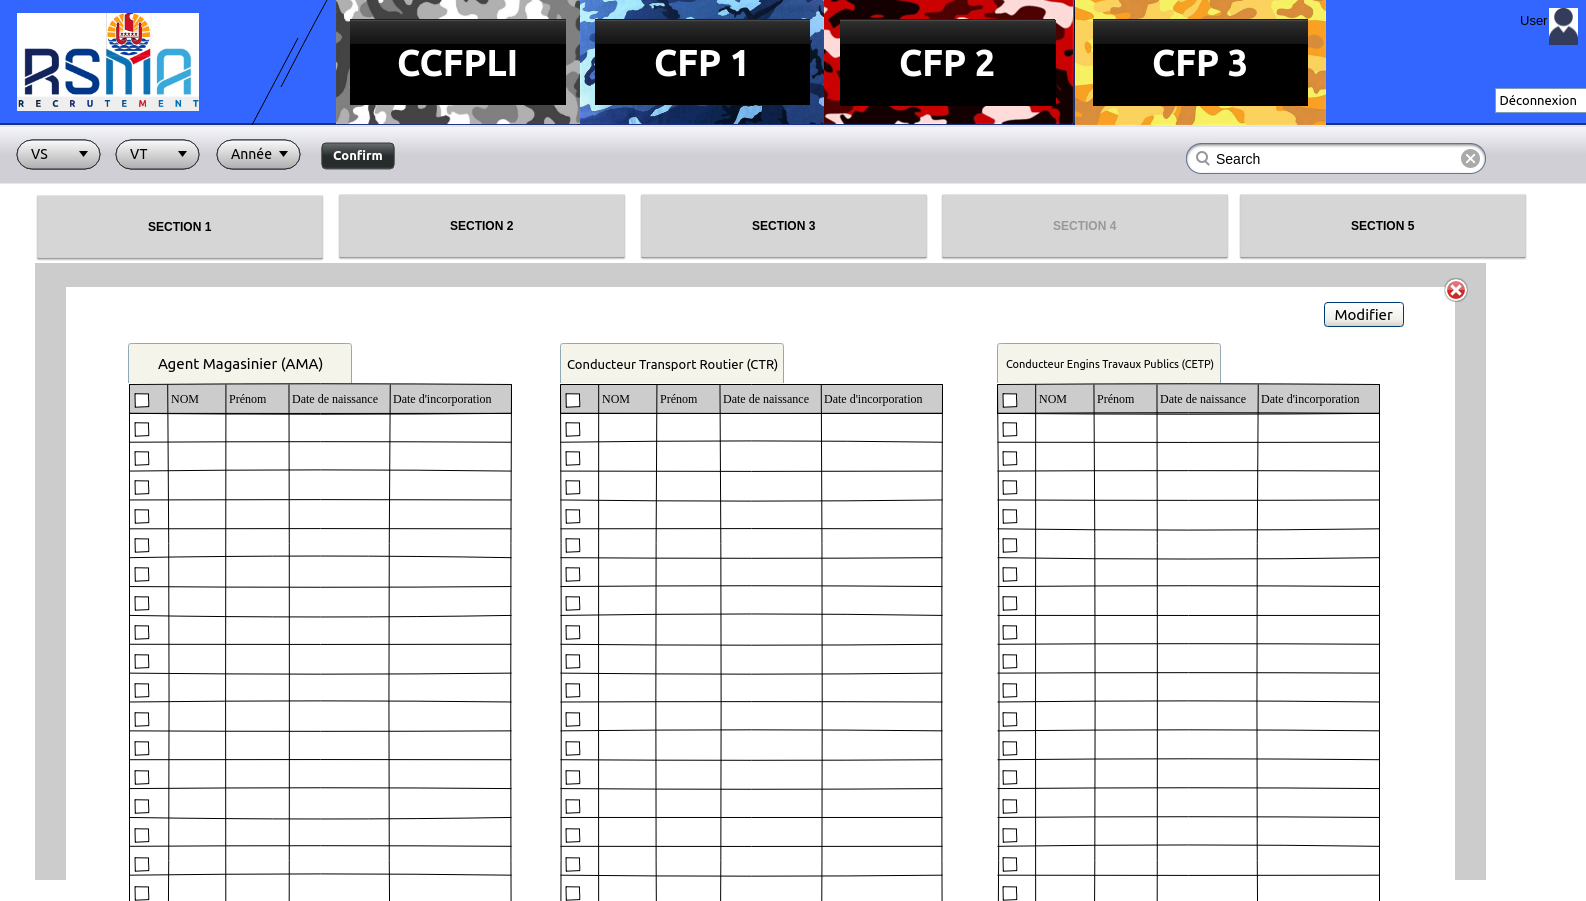 RSMA
RECRUTEMENT
CCFPLI
CFP 1
CFP 2
CFP 3
User
Déconnexion
VS
VT
Année
Confirm
Search
SECTION 1
SECTION 2
SECTION 3
SECTION 4
SECTION 5
Modifier
Agent Magasinier (AMA)
Conducteur Transport Routier (CTR)
Conducteur Engins Travaux Publics (CETP)
NOM Prénom Date de naissance Date d'incorporation
NOM Prénom Date de naissance Date d'incorporation
NOM Prénom Date de naissance Date d'incorporation